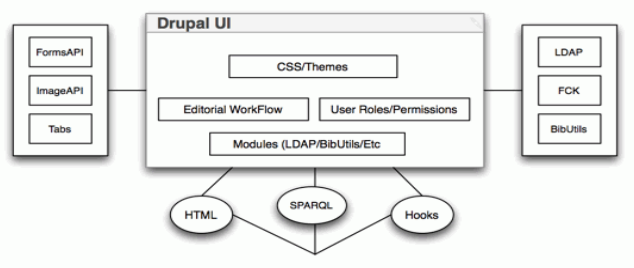 Drupal UI
FormsAPI
ImageAPI
Tabs
CSS/Themes
Editorial WorkFlow
User Roles/Permissions
Modules (LDAP/BibUtils/Etc
LDAP
FCK
BibUtils
HTML
SPARQL
Hooks